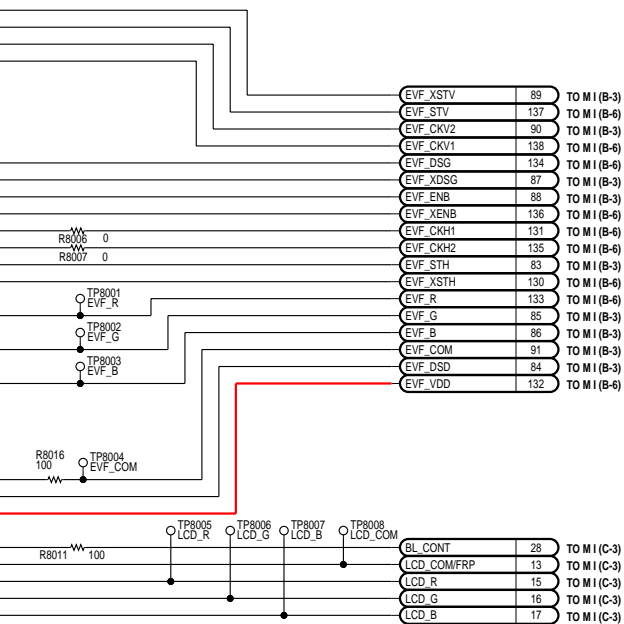 EVF_XSTV 89 TO M I (B-3)
EVF_STV 137 TO M I (B-6)
EVF_CKV2 90 TO M I (B-3)
EVF_CKV1 138 TO M I (B-6)
EVF_DSG 134 TO M I (B-6)
EVF_XDSG 87 TO M I (B-3)
EVF_ENB 88 TO M I (B-3)
EVF_XENB 136 TO M I (B-6)
EVF_CKH1 131 TO M I (B-6)
R8006 0
EVF_CKH2 135 TO M I (B-6)
R8007 0
EVF_STH 83 TO M I (B-3)
EVF_XSTH 130 TO M I (B-6)
TP8001
EVF_R
EVF_R 133 TO M I (B-6)
EVF_G 85 TO M I (B-3)
TP8002
EVF_G
EVF_B 86 TO M I (B-3)
EVF_COM 91 TO M I (B-3)
TP8003
EVF_B
EVF_DSD 84 TO M I (B-3)
EVF_VDD 132 TO M I (B-6)
R8016
100
TP8004
EVF_COM
TP8005
LCD_R
TP8006
LCD_G
TP8007
LCD_B
TP8008
LCD_COM
R8011 100
BL_CONT 28 TO M I (C-3)
LCD_COM/FRP 13 TO M I (C-3)
LCD_R 15 TO M I (C-3)
LCD_G 16 TO M I (C-3)
LCD_B 17 TO M I (C-3)